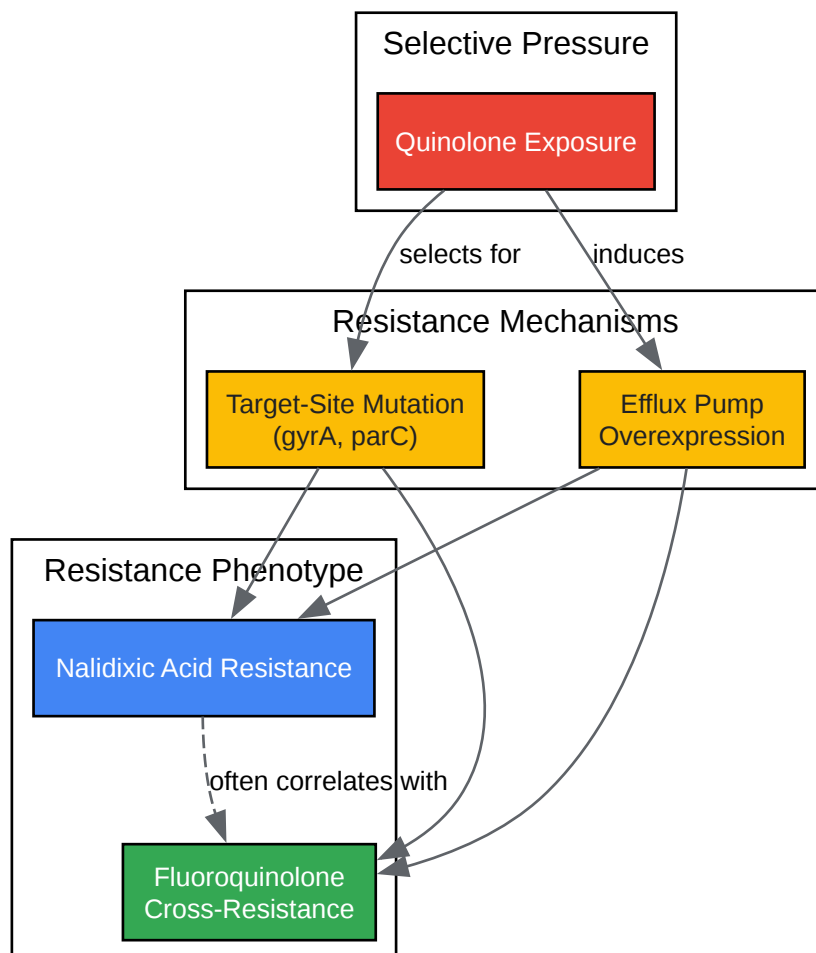 Selective Pressure
Quinolone Exposure
selects for
induces
Resistance Mechanisms
Target-Site Mutation
(gyrA, parC)
Efflux Pump
Overexpression
Resistance Phenotype
Nalidixic Acid Resistance
often correlates with
Fluoroquinolone
Cross-Resistance